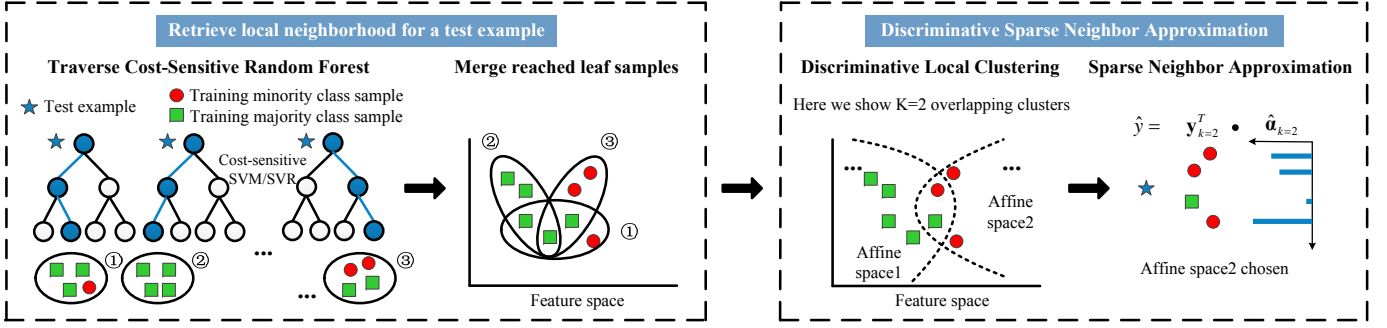 Retrieve local neighborhood for a test example
Traverse Cost-Sensitive Random Forest
Merge reached leaf samples
Test example
Training minority class sample
Training majority class sample
Cost-sensitive
SVM/SVR
...
①
②
...
③
②
③
①
Feature space
Discriminative Sparse Neighbor Approximation
Discriminative Local Clustering
Sparse Neighbor Approximation
Here we show K=2 overlapping clusters
...
...
Affine
space2
Affine
space1
Feature space
ŷ = y^T_{k=2} • α̂_{k=2}
Affine space2 chosen